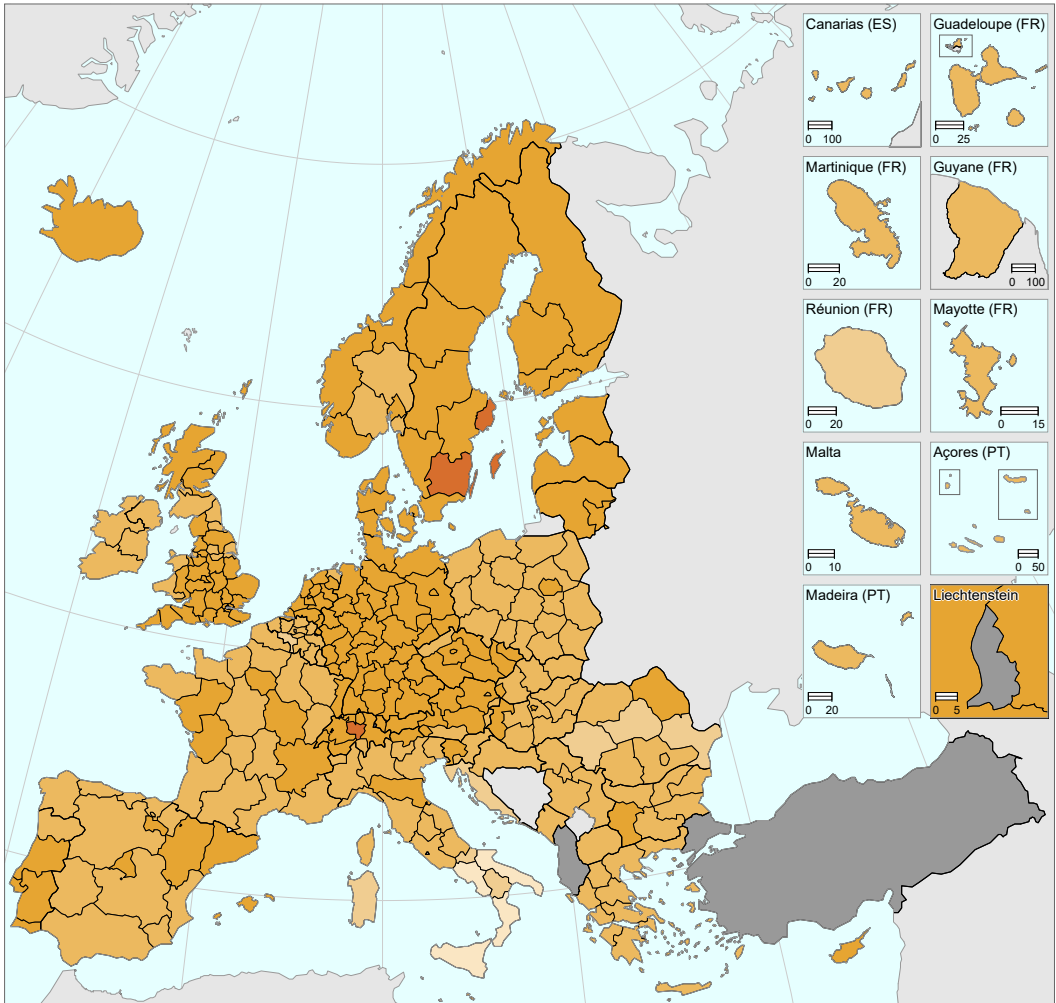 Canarias (ES)
0 100
Guadeloupe (FR)
0 25
Martinique (FR)
0 20
Guyane (FR)
0 100
Réunion (FR)
0 20
Mayotte (FR)
0 15
Malta
0 10
Açores (PT)
0 50
Madeira (PT)
0 20
Liechtenstein
0 5